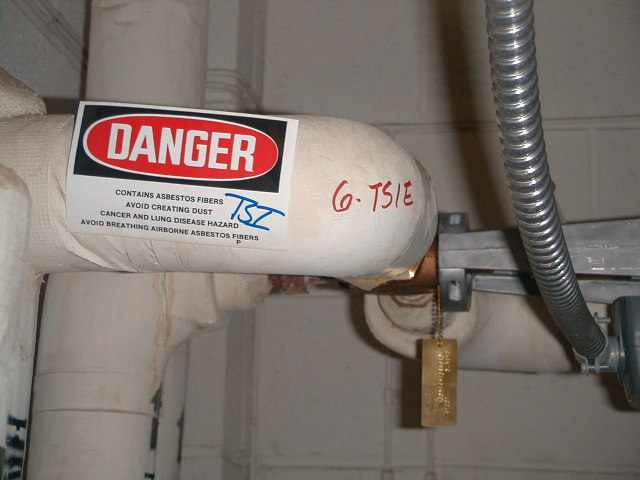 DANGER
CONTAINS ASBESTOS FIBERS
AVOID CREATING DUST
CANCER AND LUNG DISEASE HAZARD
AVOID BREATHING AIRBORNE ASBESTOS FIBERS
P
TSI
6. TSIE